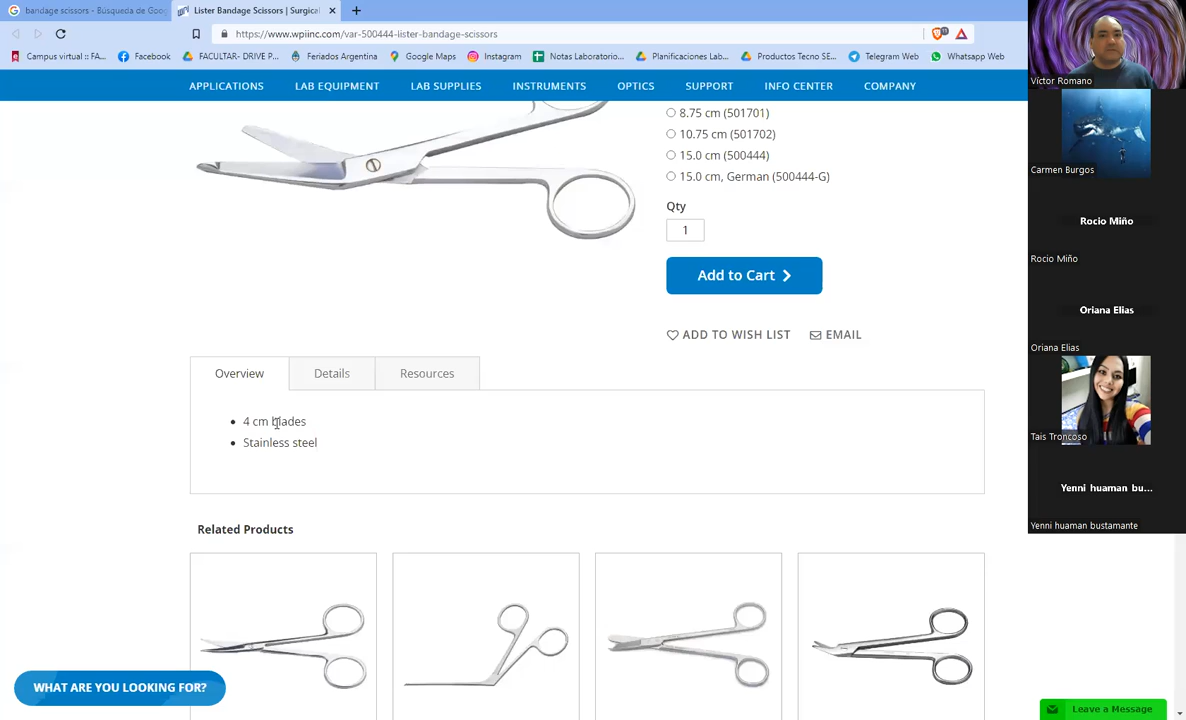 bandage scissors - Búsqueda de Goog
Lister Bandage Scissors | Surgical
https://www.wpiinc.com/var-500444-lister-bandage-scissors
11
Campus virtual :: FA...
Facebook
FACULTAR- DRIVE P...
Feriados Argentina
Google Maps
Instagram
Notas Laboratorio...
Planificaciones Lab...
Productos Tecno SE...
Telegram Web
Whatsapp Web
APPLICATIONS
LAB EQUIPMENT
LAB SUPPLIES
INSTRUMENTS
OPTICS
SUPPORT
INFO CENTER
COMPANY
8.75 cm (501701)
10.75 cm (501702)
15.0 cm (500444)
15.0 cm, German (500444-G)
Qty
1
Add to Cart
ADD TO WISH LIST
EMAIL
Overview
Details
Resources
4 cm blades
Stainless steel
Related Products
WHAT ARE YOU LOOKING FOR?
Leave a Message
Víctor Romano
Carmen Burgos
Rocio Miño
Rocio Miño
Oriana Elias
Oriana Elias
Tais Troncoso
Yenni huaman bu...
Yenni huaman bustamante